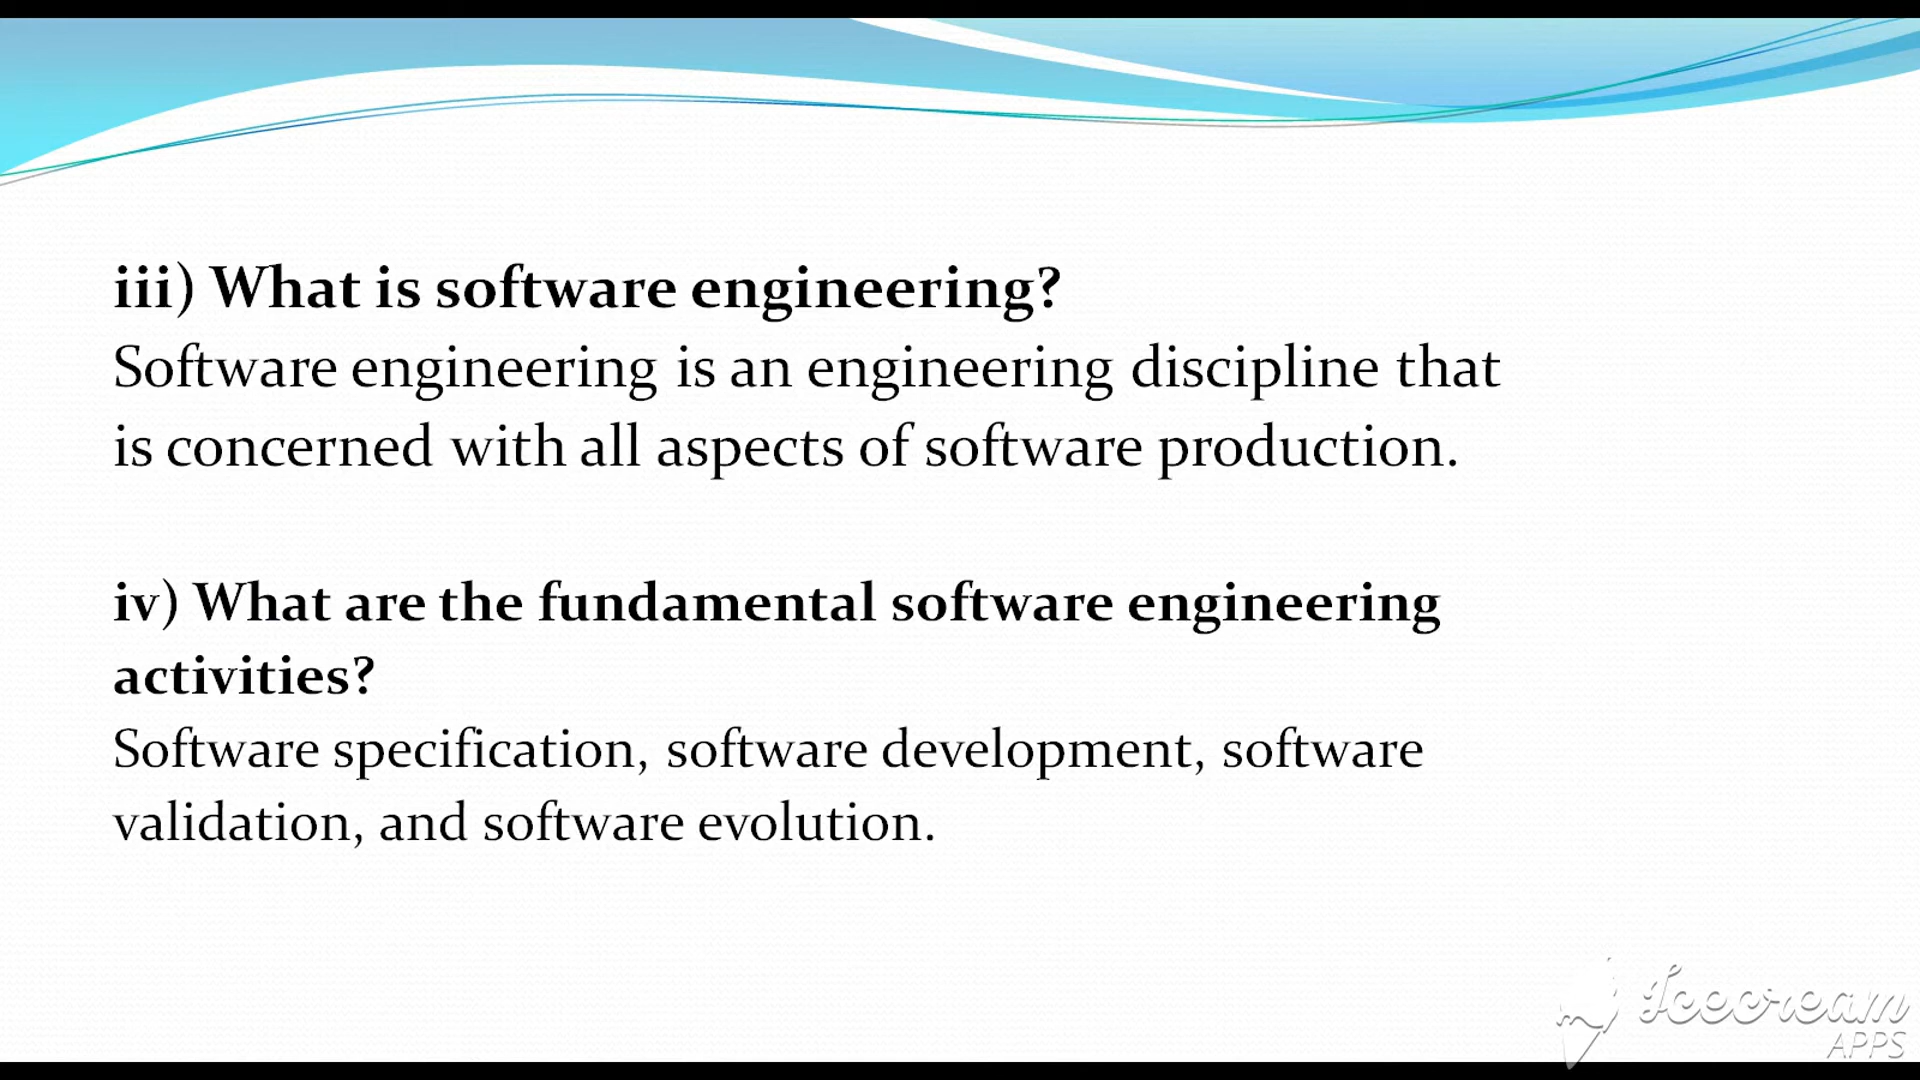 iii) What is software engineering?
Software engineering is an engineering discipline that
is concerned with all aspects of software production.
iv) What are the fundamental software engineering
activities?
Software specification, software development, software
validation, and software evolution.
Icecream
APPS